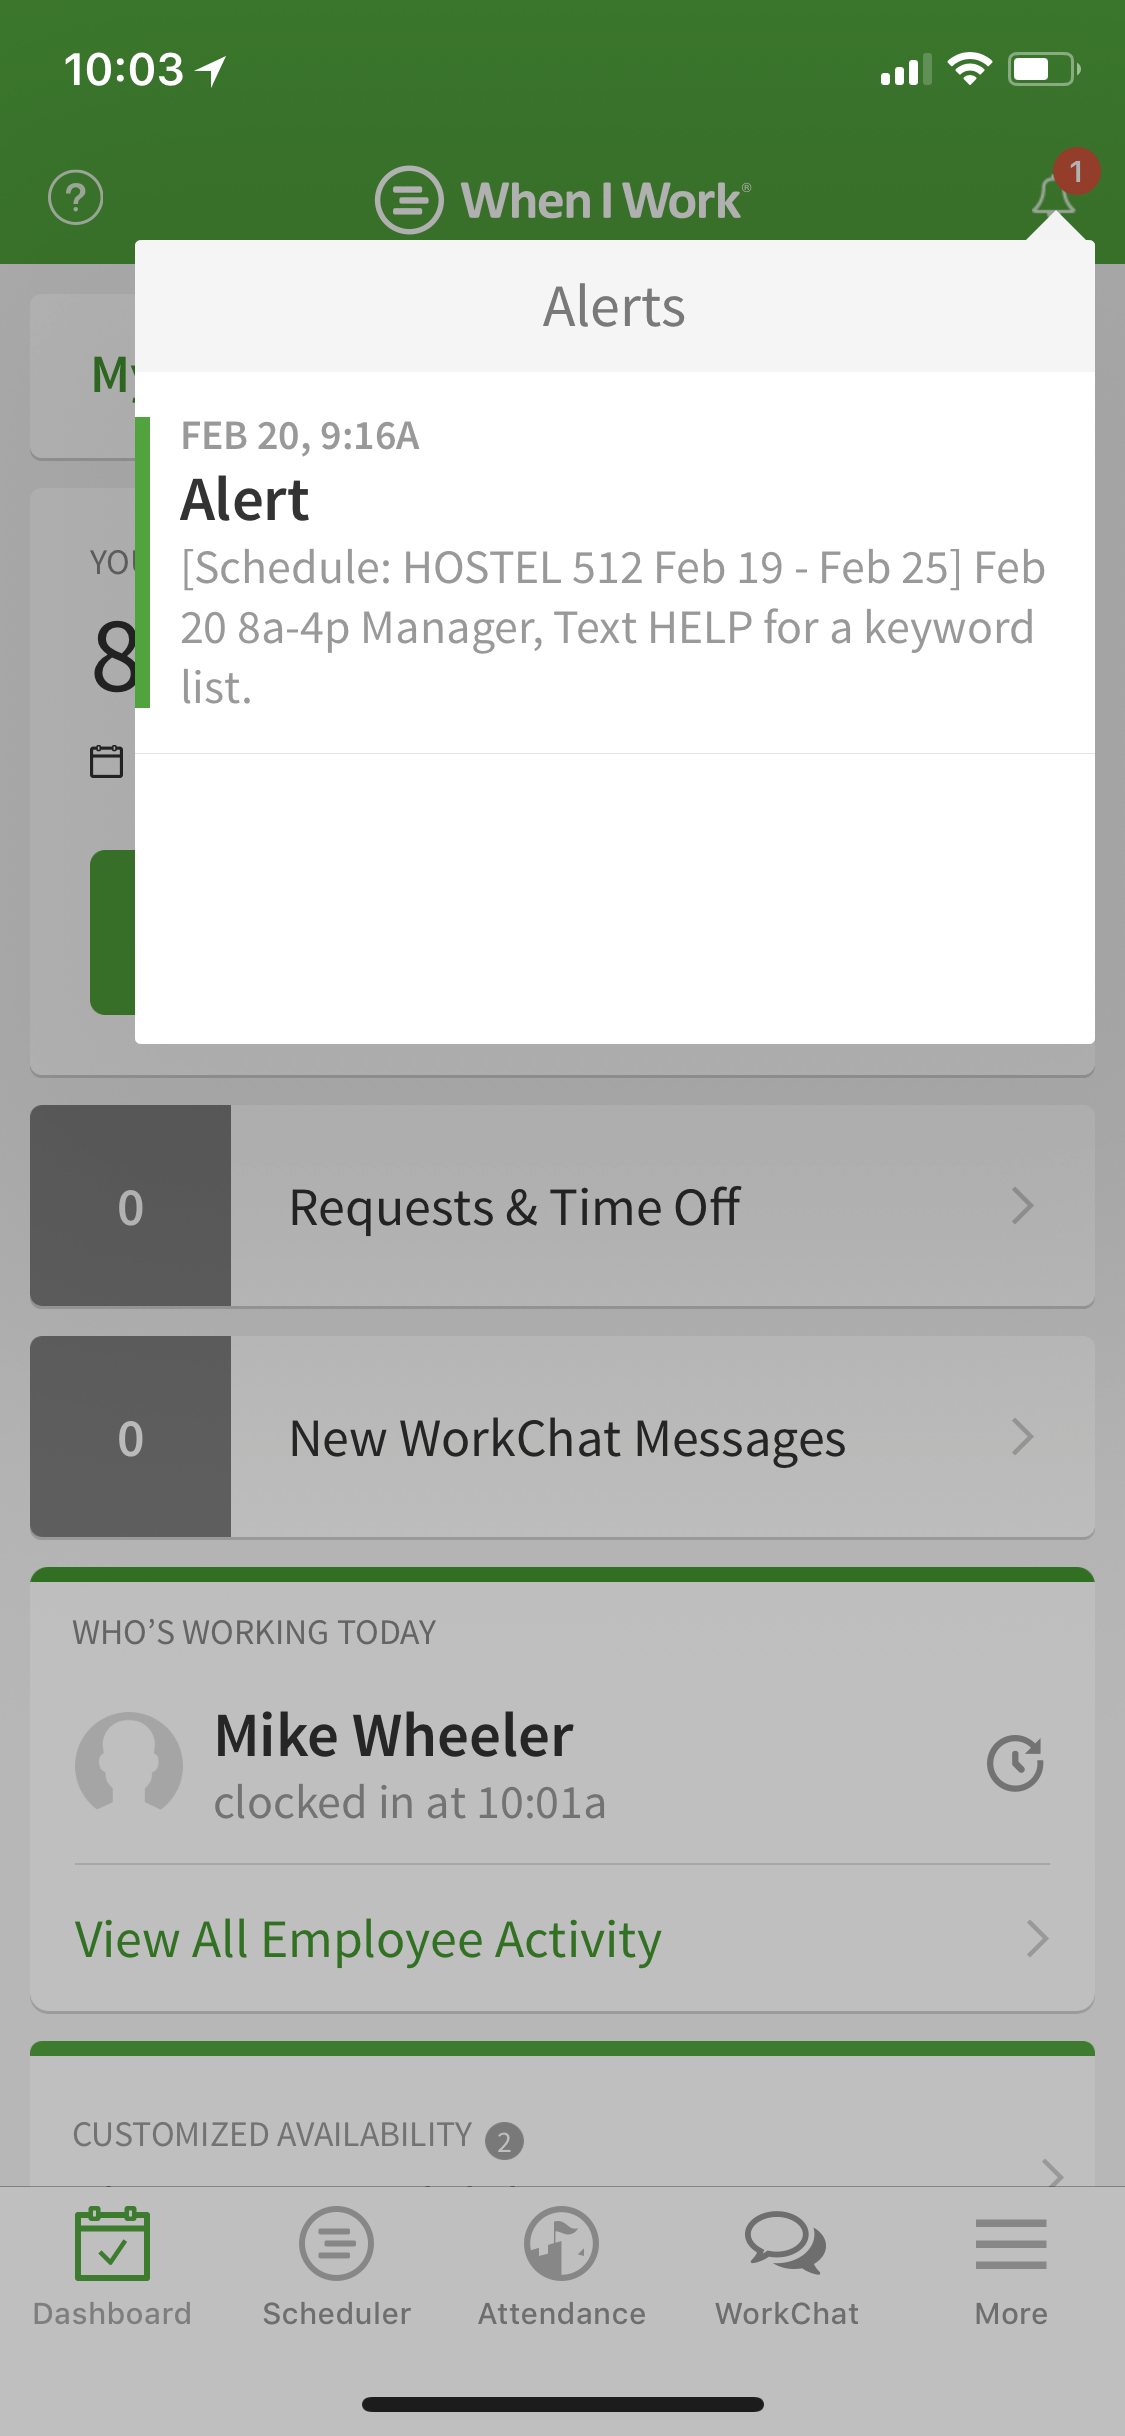 10:03
?
When I Work®
1
Alerts
My
FEB 20, 9:16A
Alert
[Schedule: HOSTEL 512 Feb 19 - Feb 25] Feb
20 8a-4p Manager, Text HELP for a keyword
list.
YOU
8
0
Requests & Time Off
0
New WorkChat Messages
WHO’S WORKING TODAY
Mike Wheeler
clocked in at 10:01a
View All Employee Activity
CUSTOMIZED AVAILABILITY 2
Dashboard
Scheduler
Attendance
WorkChat
More